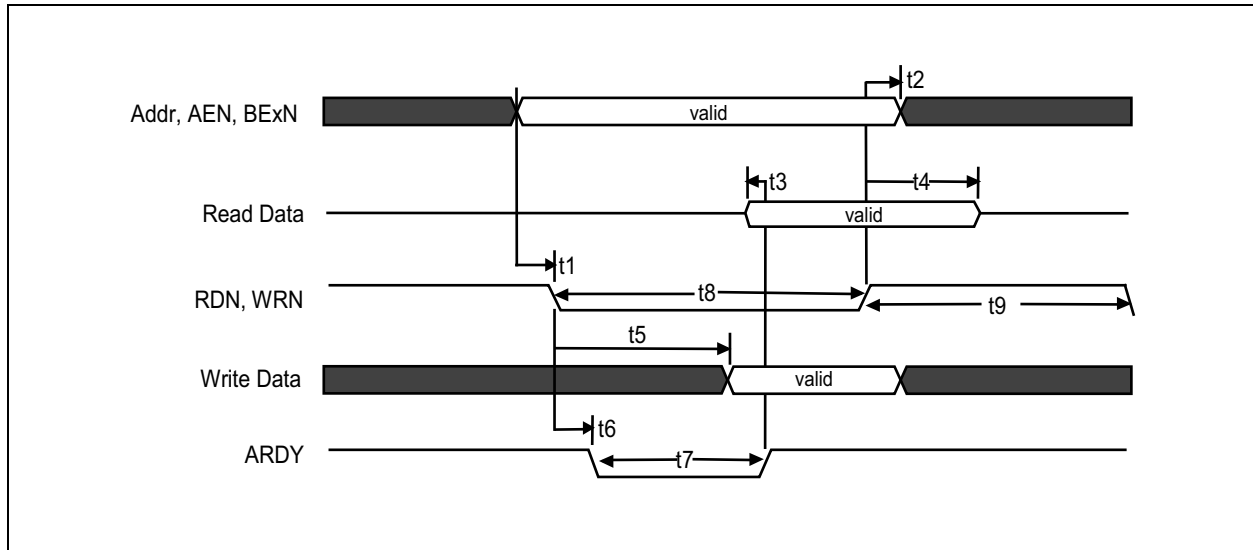 t2
Addr, AEN, BExN
valid
t3
t4
Read Data
valid
t1
RDN, WRN
t8
t9
t5
Write Data
valid
t6
ARDY
t7